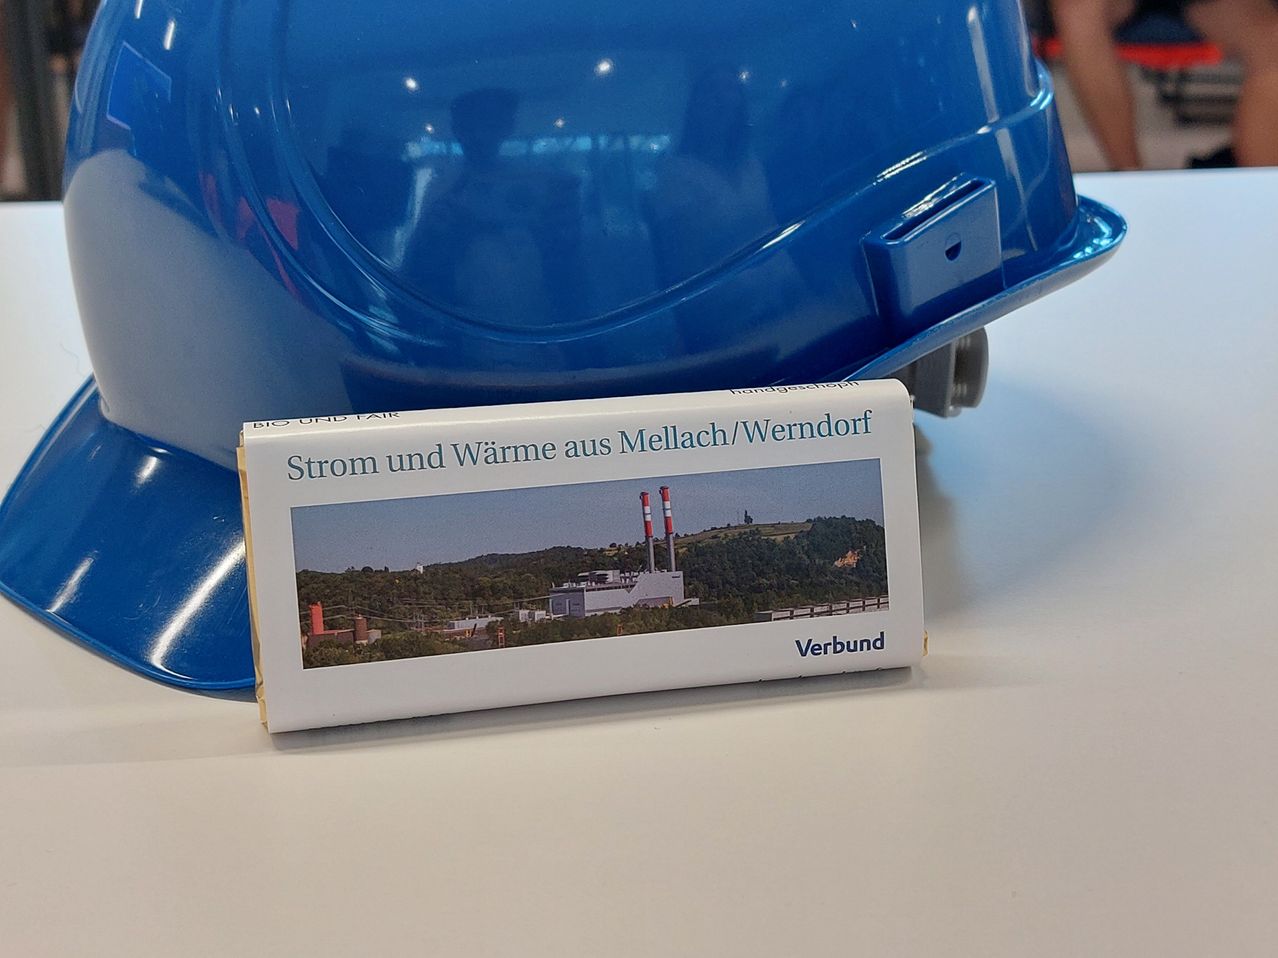 BIO UND FAIR
handgeschöpft
Strom und Wärme aus Mellach/Werndorf
Verbund